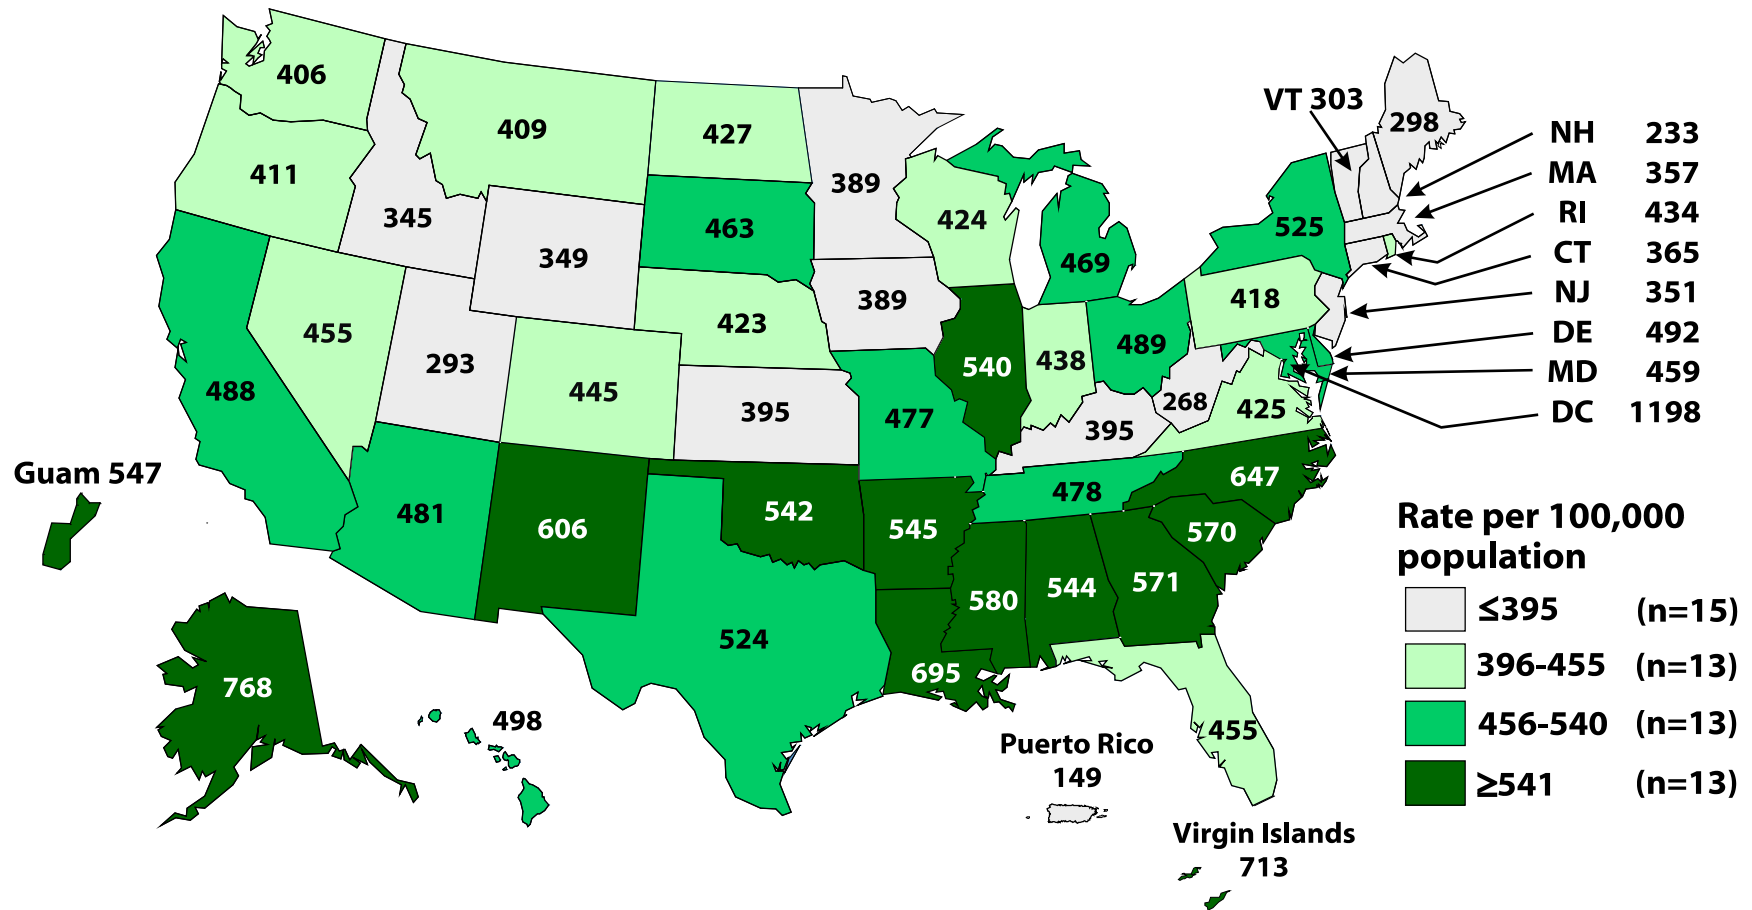 406
409
427
VT 303
298
NH 233
MA 357
RI 434
CT 365
NJ 351
DE 492
MD 459
DC 1198
411
345
349
463
389
424
469
525
418
455
293
423
389
540
438
489
488
445
395
477
395
268
425
Guam 547
481
606
542
545
478
647
570
580
544
571
524
695
768
498
455
Puerto Rico
149
Virgin Islands
713
Rate per 100,000
population
≤395 (n=15)
396-455 (n=13)
456-540 (n=13)
≥541 (n=13)